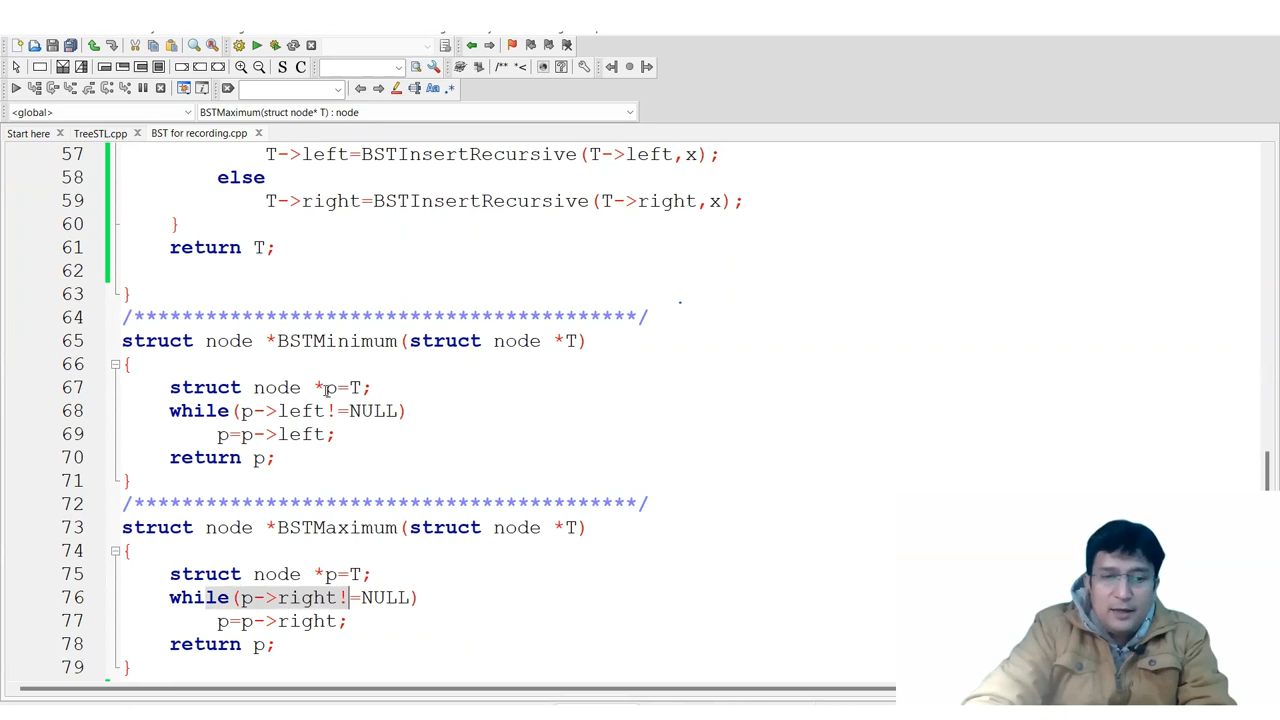 <global>
BSTMaximum(struct node* T) : node
Start here
TreeSTL.cpp
BST for recording.cpp
57 T->left=BSTInsertRecursive(T->left,x);
58 else
59 T->right=BSTInsertRecursive(T->right,x);
60 }
61 return T;
62
63 }
64 /******************************************/
65 struct node *BSTMinimum(struct node *T)
66 {
67 struct node *p=T;
68 while(p->left!=NULL)
69 p=p->left;
70 return p;
71 }
72 /******************************************/
73 struct node *BSTMaximum(struct node *T)
74 {
75 struct node *p=T;
76 while(p->right!=NULL)
77 p=p->right;
78 return p;
79 }